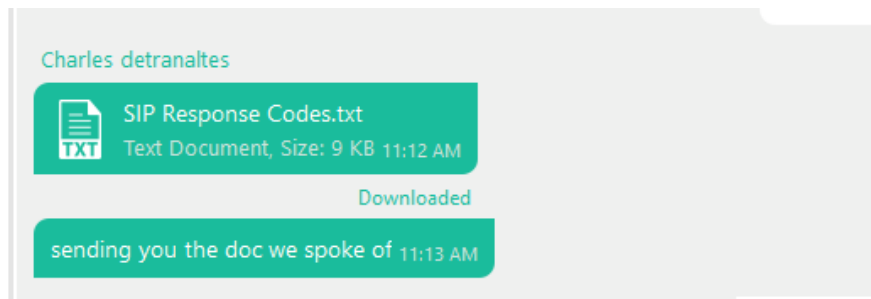 Charles detranaltes
SIP Response Codes.txt
TXT
Text Document, Size: 9 KB 11:12 AM
Downloaded
sending you the doc we spoke of 11:13 AM